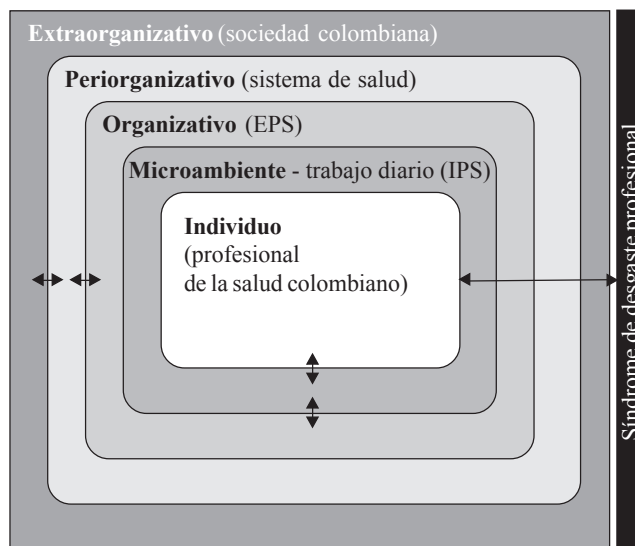 Extraorganizativo (sociedad colombiana)
Periorganizativo (sistema de salud)
Organizativo (EPS)
Microambiente - trabajo diario (IPS)
Individuo
(profesional
de la salud colombiano)
Síndrome de desgaste profesional